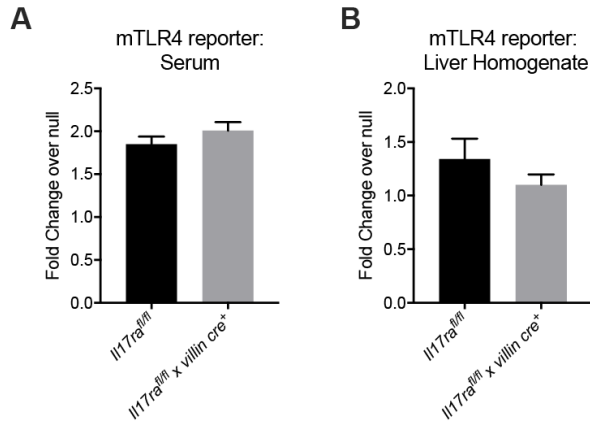 A
mTLR4 reporter:
Serum
Fold Change over null
2.5
2.0
1.5
1.0
0.5
0.0
Il17ra^fl/fl
Il17ra^fl/fl x villin cre^+
B
mTLR4 reporter:
Liver Homogenate
Fold Change over null
2.0
1.5
1.0
0.5
0.0
Il17ra^fl/fl
Il17ra^fl/fl x villin cre^+